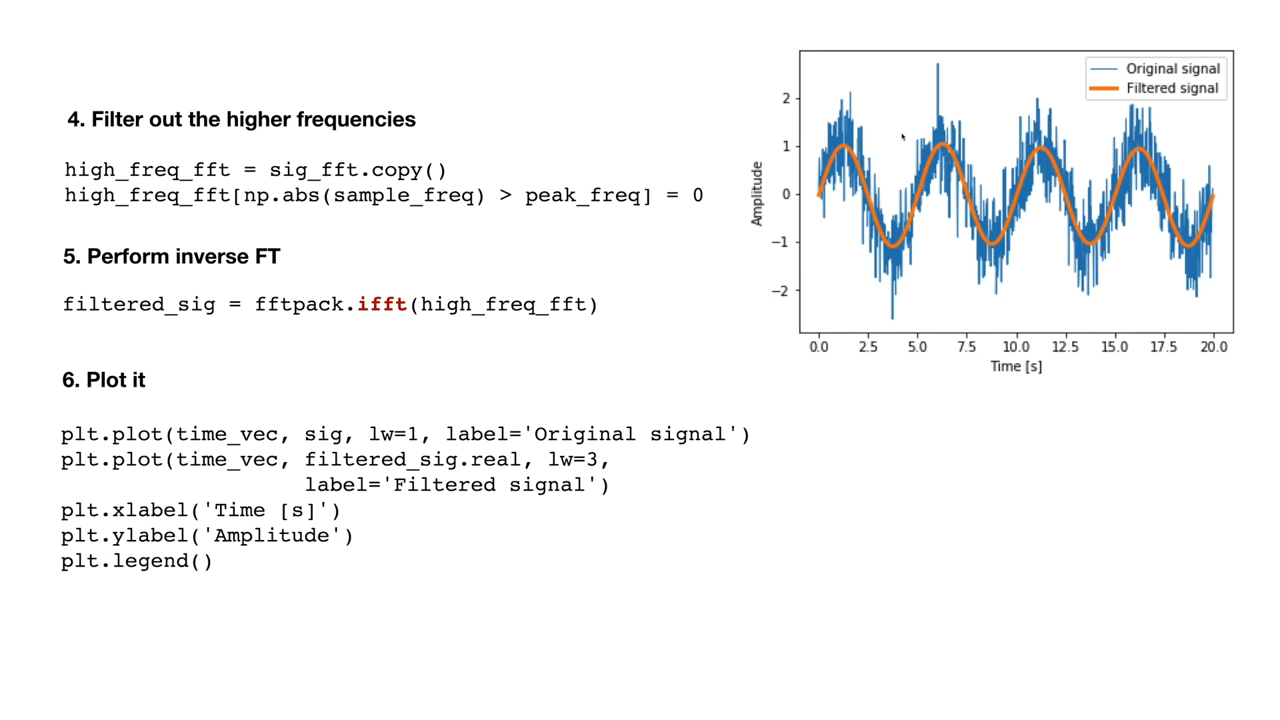 4. Filter out the higher frequencies
high_freq_fft = sig_fft.copy()
high_freq_fft[np.abs(sample_freq) > peak_freq] = 0
5. Perform inverse FT
filtered_sig = fftpack.ifft(high_freq_fft)
6. Plot it
plt.plot(time_vec, sig, lw=1, label='Original signal')
plt.plot(time_vec, filtered_sig.real, lw=3,
label='Filtered signal')
plt.xlabel('Time [s]')
plt.ylabel('Amplitude')
plt.legend()
Original signal
Filtered signal
Amplitude
2
1
0
−1
−2
0.0 2.5 5.0 7.5 10.0 12.5 15.0 17.5 20.0
Time [s]